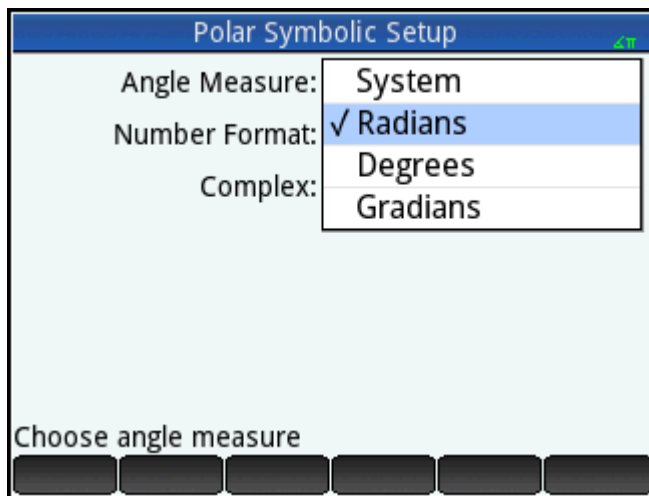 Polar Symbolic Setup
∡π
Angle Measure: System
Number Format: √ Radians
Degrees
Complex:
Gradians
Choose angle measure